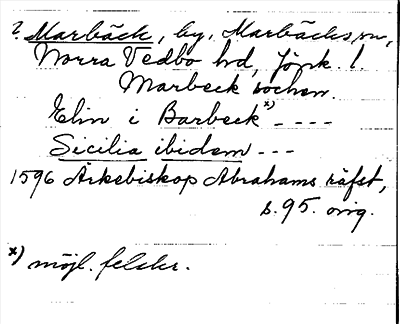 ? Marbäck, by, Marbäcks sn,
Norra Vedbo hd, Jönk. l.
Marbeck sochen.
Elin i Barbeck x) _ _ _ _
Sicilia ibidem _ _ _
1596 Ärkebiskop Abrahams räfst,
s. 95. orig.
x) möjl. felskr.